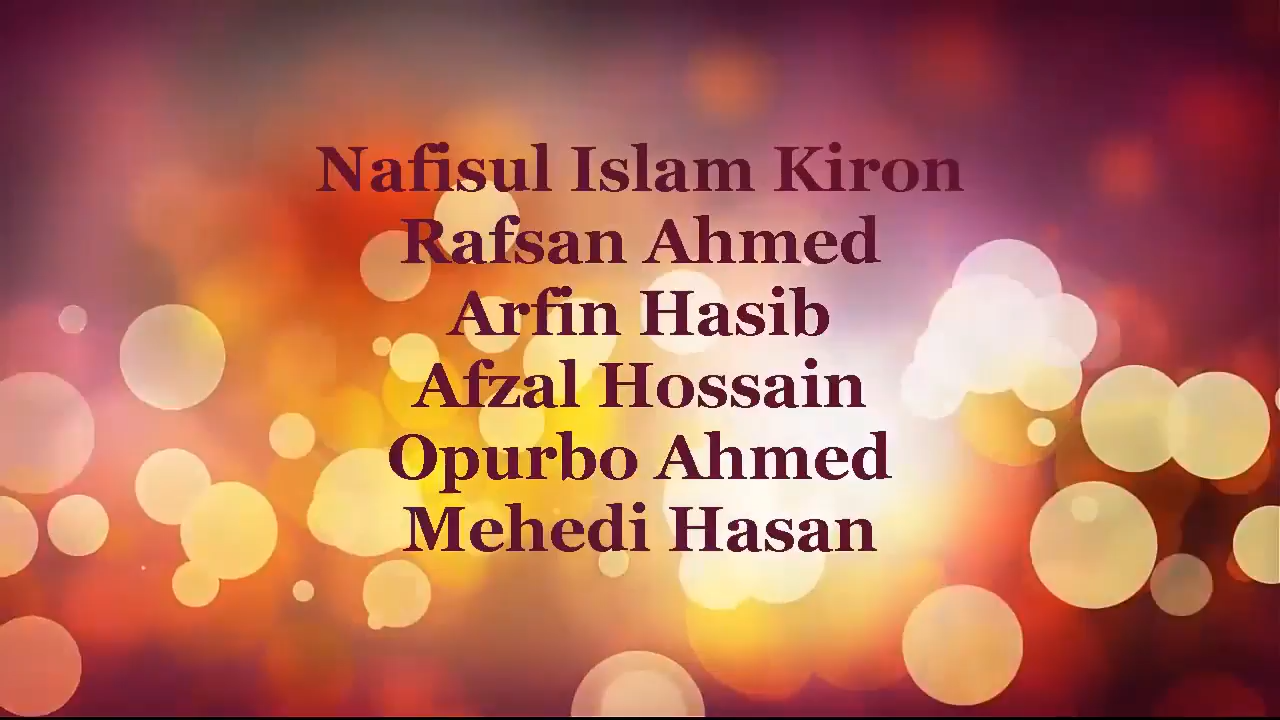 Nafisul Islam Kiron
Rafsan Ahmed
Arfin Hasib
Afzal Hossain
Opurbo Ahmed
Mehedi Hasan